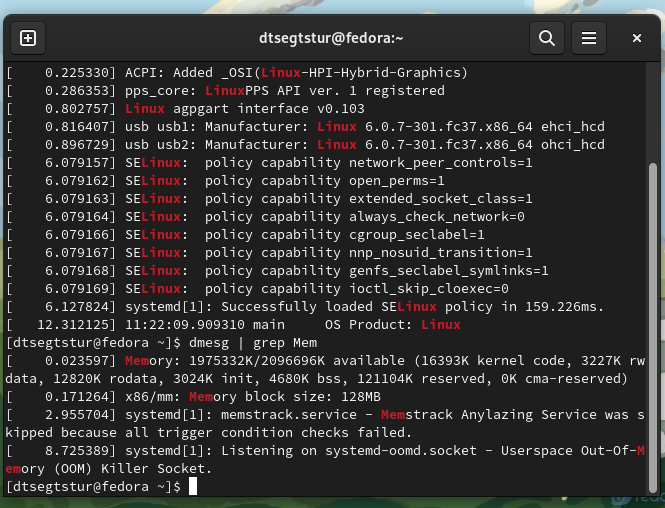 dtsegtstur@fedora:~
[    0.225330] ACPI: Added _OSI(Linux-HPI-Hybrid-Graphics)
[    0.286353] pps_core: LinuxPPS API ver. 1 registered
[    0.802757] Linux agpgart interface v0.103
[    0.816407] usb usb1: Manufacturer: Linux 6.0.7-301.fc37.x86_64 ehci_hcd
[    0.896729] usb usb2: Manufacturer: Linux 6.0.7-301.fc37.x86_64 ohci_hcd
[    6.079157] SELinux:  policy capability network_peer_controls=1
[    6.079162] SELinux:  policy capability open_perms=1
[    6.079163] SELinux:  policy capability extended_socket_class=1
[    6.079164] SELinux:  policy capability always_check_network=0
[    6.079166] SELinux:  policy capability cgroup_seclabel=1
[    6.079167] SELinux:  policy capability nnp_nosuid_transition=1
[    6.079168] SELinux:  policy capability genfs_seclabel_symlinks=1
[    6.079169] SELinux:  policy capability ioctl_skip_cloexec=0
[    6.127824] systemd[1]: Successfully loaded SELinux policy in 159.226ms.
[   12.312125] 11:22:09.909310 main     OS Product: Linux
[dtsegtstur@fedora ~]$ dmesg | grep Mem
[    0.023597] Memory: 1975332K/2096696K available (16393K kernel code, 3227K rw
data, 12820K rodata, 3024K init, 4680K bss, 121104K reserved, 0K cma-reserved)
[    0.171264] x86/mm: Memory block size: 128MB
[    2.955704] systemd[1]: memstrack.service - Memstrack Anylazing Service was s
kipped because all trigger condition checks failed.
[    8.725389] systemd[1]: Listening on systemd-oomd.socket - Userspace Out-Of-M
emory (OOM) Killer Socket.
[dtsegtstur@fedora ~]$